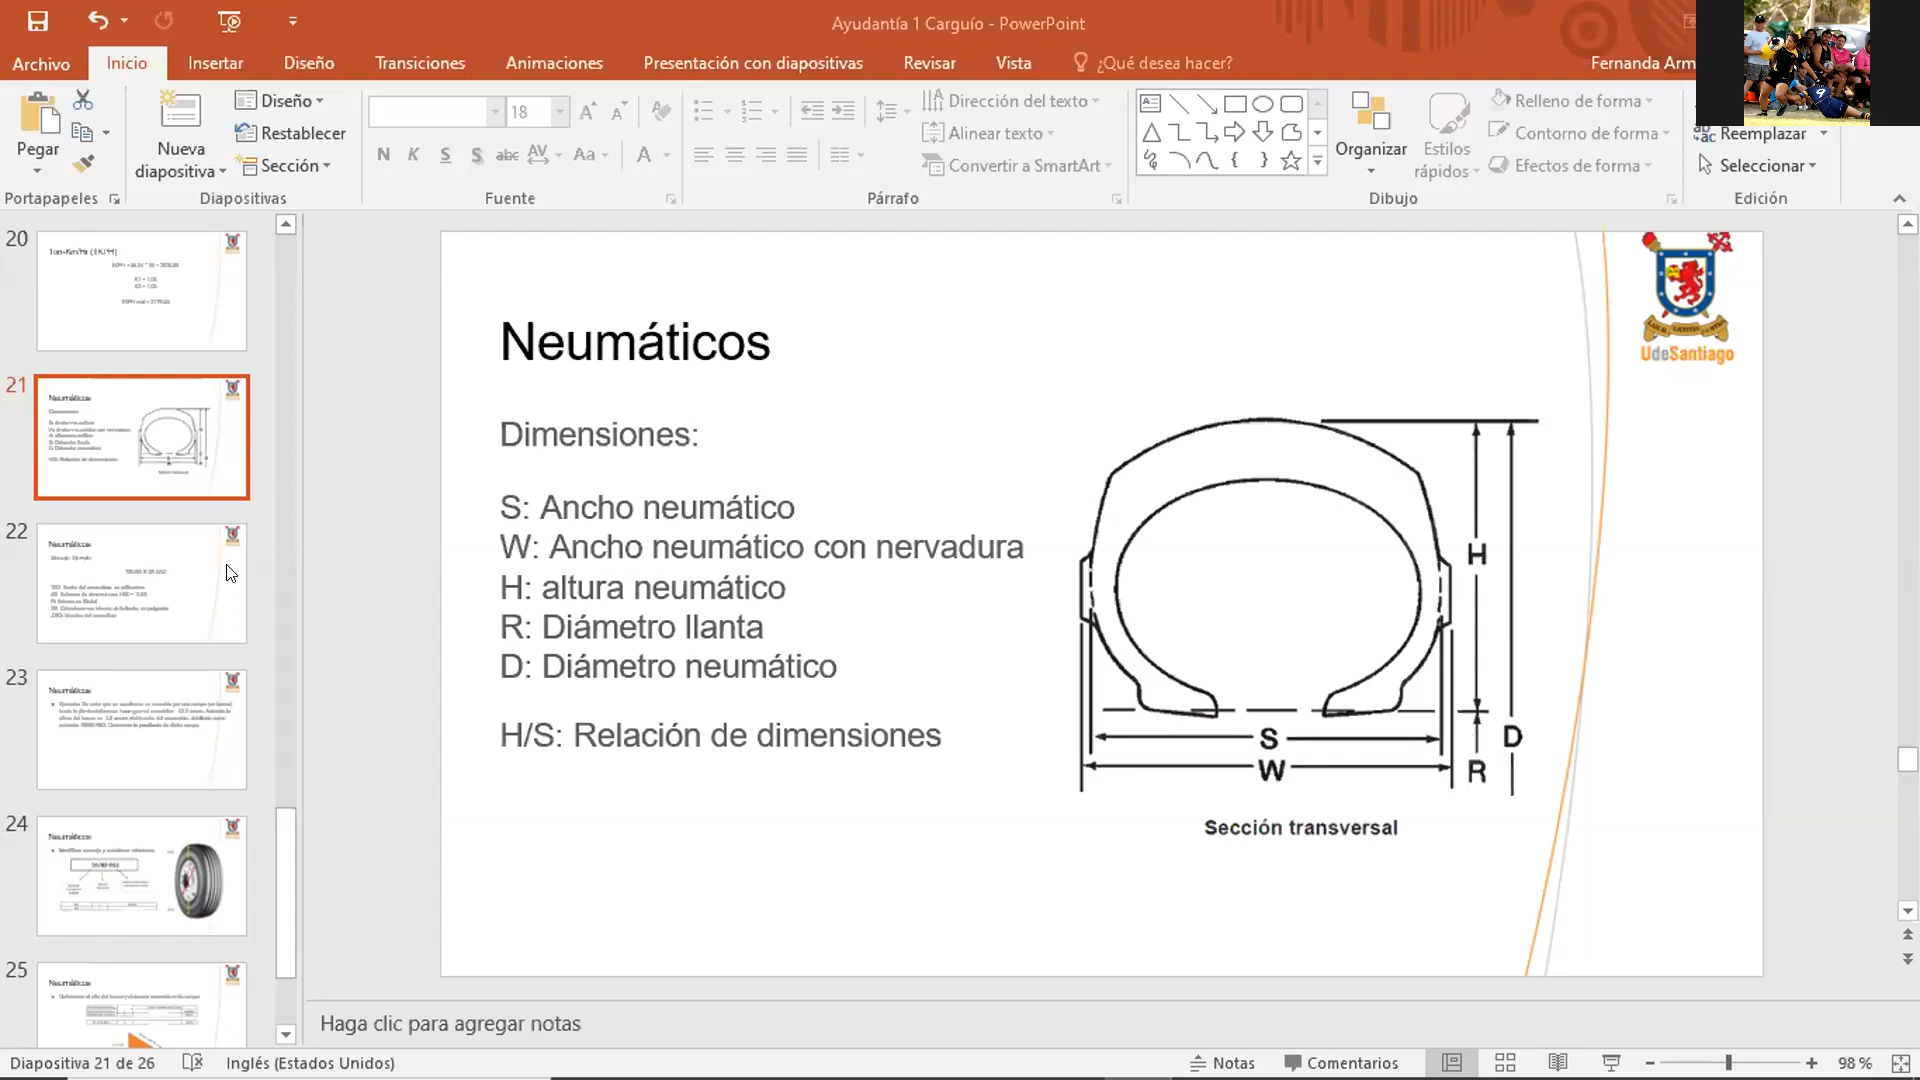 Ayudantía 1 Carguío - PowerPoint
Archivo
Inicio
Insertar
Diseño
Transiciones
Animaciones
Presentación con diapositivas
Revisar
Vista
¿Qué desea hacer?
Fernanda Arm
Pegar
Nueva diapositiva
Diseño
Restablecer
Sección
18
N K S S abc AV Aa A
Dirección del texto
Alinear texto
Convertir a SmartArt
Organizar
Estilos rápidos
Relleno de forma
Contorno de forma
Efectos de forma
Reemplazar
Seleccionar
Portapapeles
Diapositivas
Fuente
Párrafo
Dibujo
Edición
20
21
22
23
24
25
Neumáticos
Dimensiones:
S: Ancho neumático
W: Ancho neumático con nervadura
H: altura neumático
R: Diámetro llanta
D: Diámetro neumático
H/S: Relación de dimensiones
H
S
D
W
R
Sección transversal
UdeSantiago
Haga clic para agregar notas
Diapositiva 21 de 26
Inglés (Estados Unidos)
Notas
Comentarios
98 %